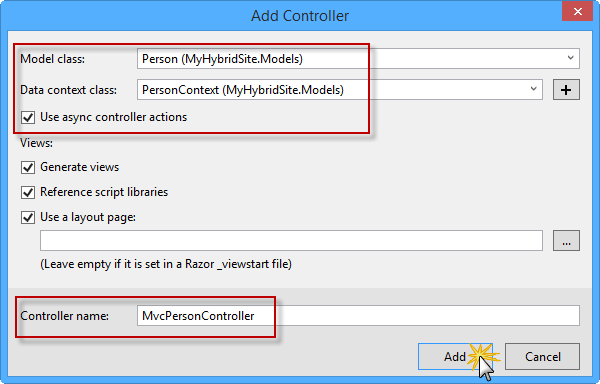 Add Controller
Model class: Person (MyHybridSite.Models)
Data context class: PersonContext (MyHybridSite.Models) +
Use async controller actions
Views:
Generate views
Reference script libraries
Use a layout page:
...
(Leave empty if it is set in a Razor _viewstart file)
Controller name: MvcPersonController
Add Cancel